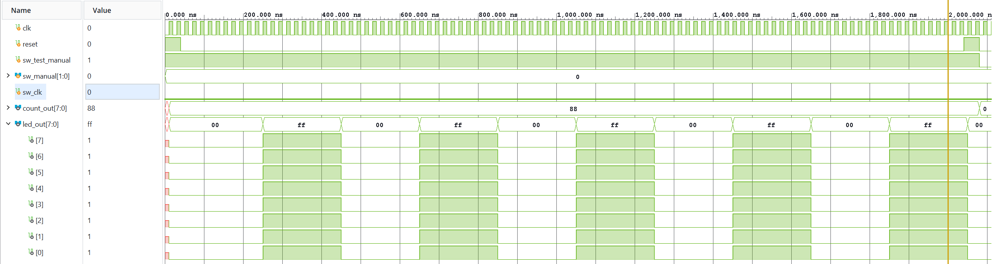 Name Value
0.000 ns 200.000 ns 400.000 ns 600.000 ns 800.000 ns 1,000.000 ns 1,200.000 ns 1,400.000 ns 1,600.000 ns 1,800.000 ns 2,000.000 n
clk 0
reset 0
sw_test_manual 1
sw_manual[1:0] 0 0
sw_clk 0
count_out[7:0] 88 88 0
led_out[7:0] ff 00 ff 00 ff 00 ff 00 ff 00 ff 00
[7] 1
[6] 1
[5] 1
[4] 1
[3] 1
[2] 1
[1] 1
[0] 1